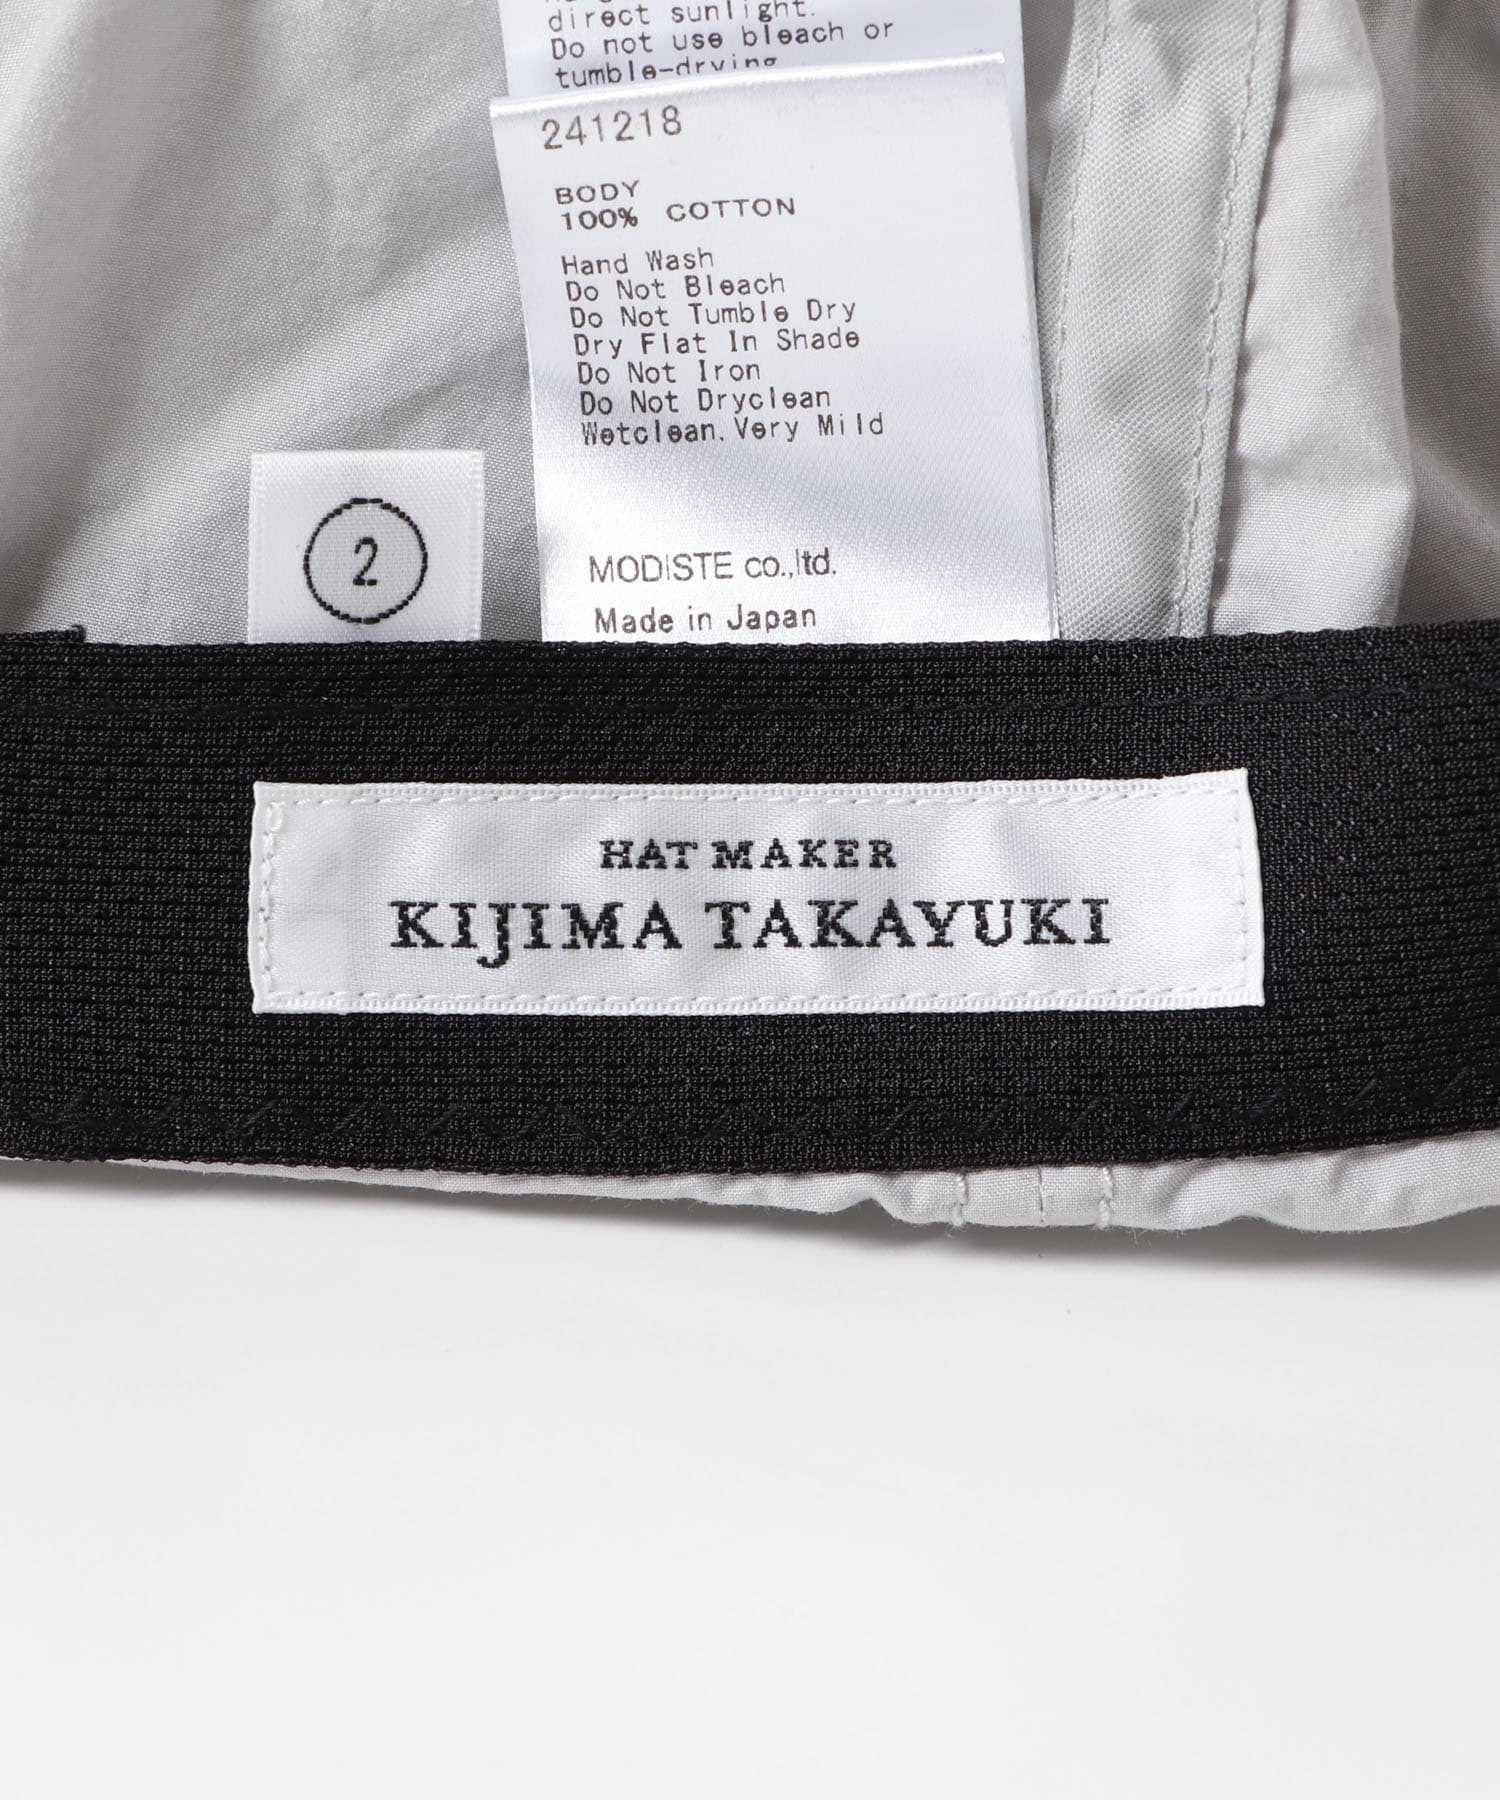 direct sunlight.
Do not use bleach or
tumble-drying
241218
BODY
100% COTTON
Hand Wash
Do Not Bleach
Do Not Tumble Dry
Dry Flat In Shade
Do Not Iron
Do Not Dryclean
Wetclean. Very Mild
2
MODiSTE co.,ltd.
Made in Japan
HAT MAKER
KIJIMA TAKAYUKI